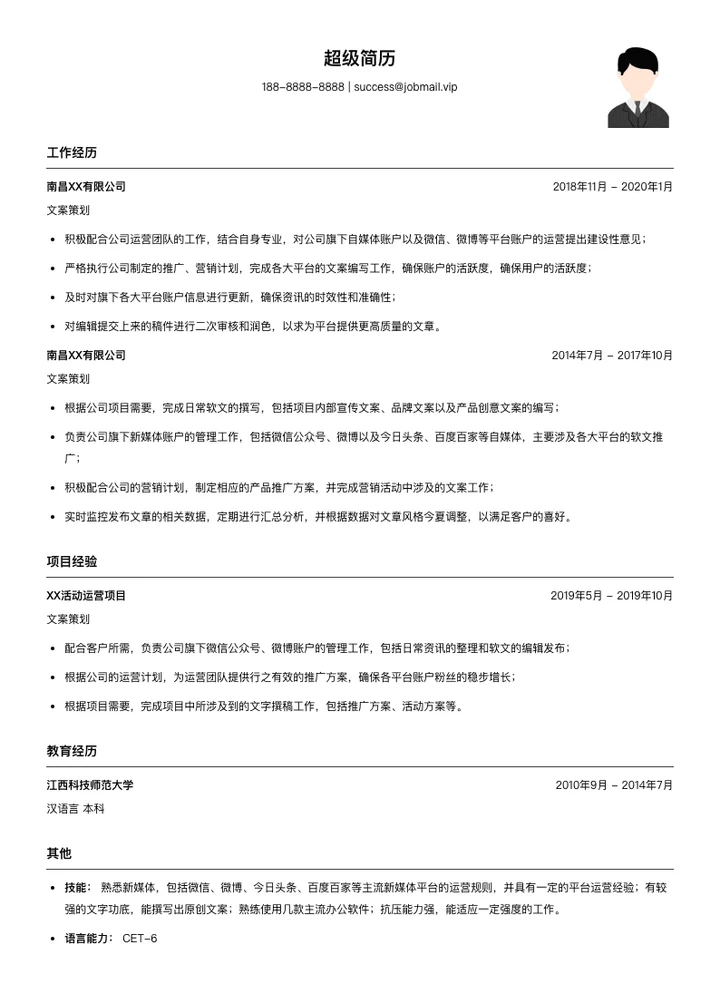 超级简历
188-8888-8888 | success@jobmail.vip
工作经历
南昌XX有限公司 2018年11月 – 2020年1月
文案策划
• 积极配合公司运营团队的工作，结合自身专业，对公司旗下自媒体账户以及微信、微博等平台账户的运营提出建设性意见；
• 严格执行公司制定的推广、营销计划，完成各大平台的文案编写工作，确保账户的活跃度，确保用户的活跃度；
• 及时对旗下各大平台账户信息进行更新，确保资讯的时效性和准确性；
• 对编辑提交上来的稿件进行二次审核和润色，以求为平台提供更高质量的文章。
南昌XX有限公司 2014年7月 – 2017年10月
文案策划
• 根据公司项目需要，完成日常软文的撰写，包括项目内部宣传文案、品牌文案以及产品创意文案的编写；
• 负责公司旗下新媒体账户的管理工作，包括微信公众号、微博以及今日头条、百度百家等自媒体，主要涉及各大平台的软文推
广；
• 积极配合公司的营销计划，制定相应的产品推广方案，并完成营销活动中涉及的文案工作；
• 实时监控发布文章的相关数据，定期进行汇总分析，并根据数据对文章风格今夏调整，以满足客户的喜好。
项目经验
XX活动运营项目 2019年5月 – 2019年10月
文案策划
• 配合客户所需，负责公司旗下微信公众号、微博账户的管理工作，包括日常资讯的整理和软文的编辑发布；
• 根据公司的运营计划，为运营团队提供行之有效的推广方案，确保各平台账户粉丝的稳步增长；
• 根据项目需要，完成项目中所涉及到的文字撰稿工作，包括推广方案、活动方案等。
教育经历
江西科技师范大学 2010年9月 – 2014年7月
汉语言 本科
其他
• 技能： 熟悉新媒体，包括微信、微博、今日头条、百度百家等主流新媒体平台的运营规则，并具有一定的平台运营经验；有较
强的文字功底，能撰写出原创文案；熟练使用几款主流办公软件；抗压能力强，能适应一定强度的工作。
• 语言能力： CET-6